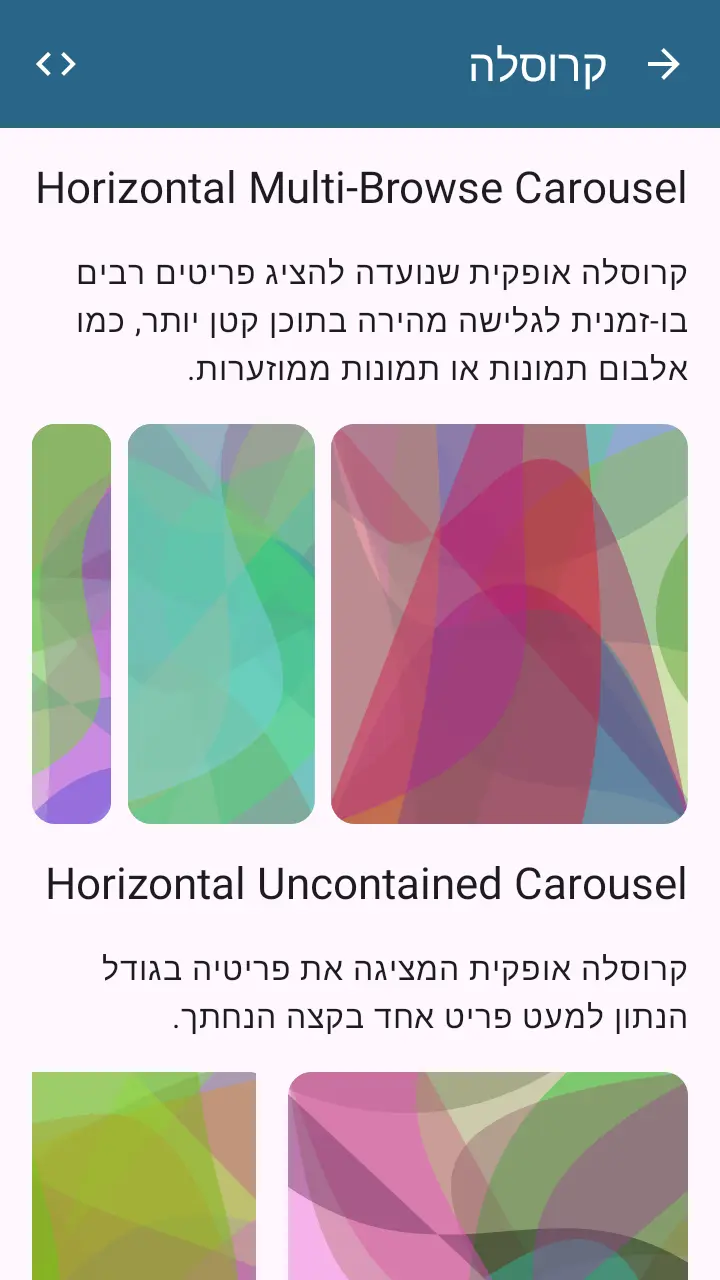 קרוסלה
Horizontal Multi-Browse Carousel
קרוסלה אופקית שנועדה להציג פריטים רבים
בו-זמנית לגלישה מהירה בתוכן קטן יותר, כמו
אלבום תמונות או תמונות ממוזערות.
Horizontal Uncontained Carousel
קרוסלה אופקית המציגה את פריטיה בגודל
הנתון למעט פריט אחד בקצה הנחתך.